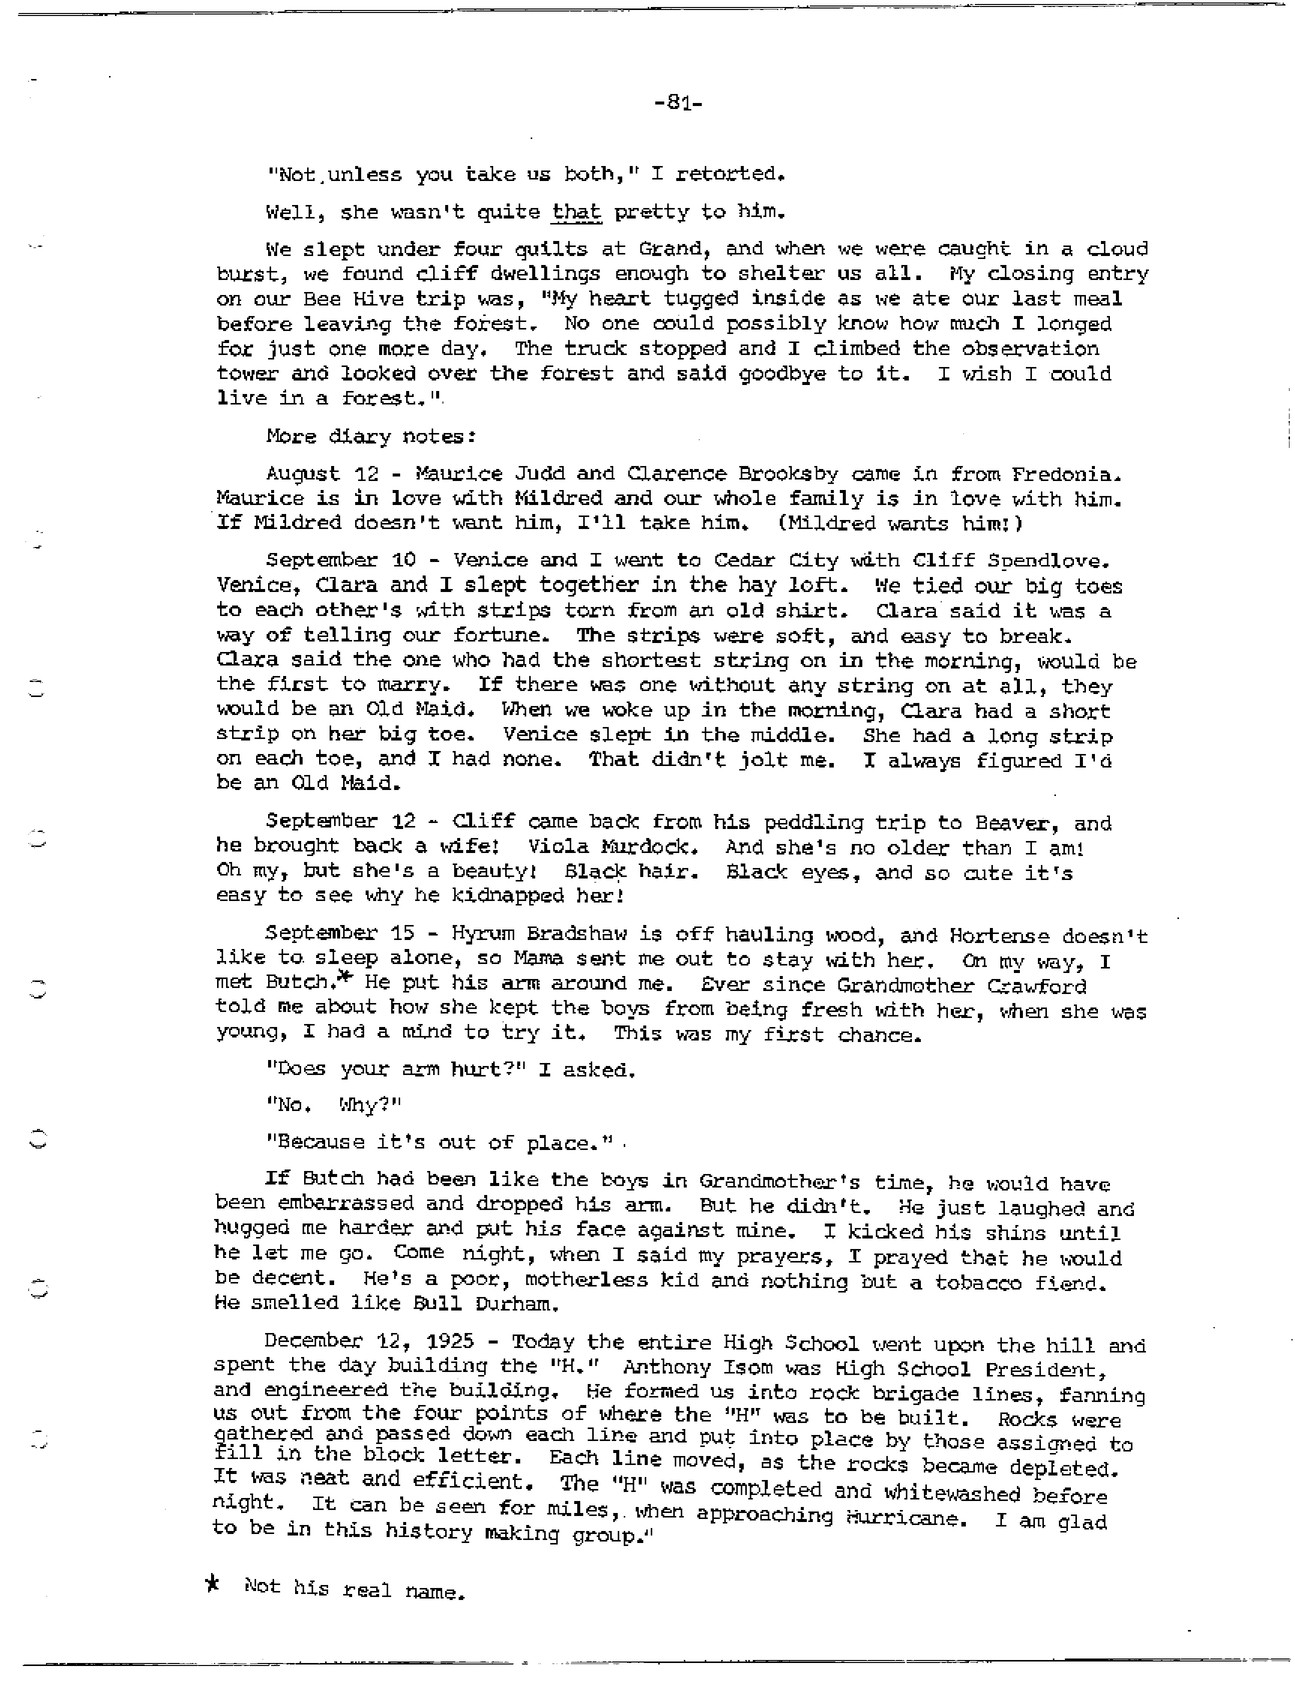 -81-
"Not unless you take us both," I retorted.
Well, she wasn't quite that pretty to him.
We slept under four quilts at Grand, and when we were caught in a cloud
burst, we found cliff dwellings enough to shelter us all. My closing entry
on our Bee Hive trip was, "My heart tugged inside as we ate our last meal
before leaving the forest. No one could possibly know how much I longed
for just one more day. The truck stopped and I climbed the observation
tower and looked over the forest and said goodbye to it. I wish I could
live in a forest."
More diary notes:
August 12 - Maurice Judd and Clarence Brooksby came in from Fredonia.
Maurice is in love with Mildred and our whole family is in love with him.
If Mildred doesn't want him, I'll take him. (Mildred wants him!)
September 10 - Venice and I went to Cedar City with Cliff Spendlove.
Venice, Clara and I slept together in the hay loft. We tied our big toes
to each other's with strips torn from an old shirt. Clara said it was a
way of telling our fortune. The strips were soft, and easy to break.
Clara said the one who had the shortest string on in the morning, would be
the first to marry. If there was one without any string on at all, they
would be an Old Maid. When we woke up in the morning, Clara had a short
strip on her big toe. Venice slept in the middle. She had a long strip
on each toe, and I had none. That didn't jolt me. I always figured I'd
be an Old Maid.
September 12 - Cliff came back from his peddling trip to Beaver, and
he brought back a wife! Viola Murdock. And she's no older than I am!
Oh my, but she's a beauty! Black hair. Black eyes, and so cute it's
easy to see why he kidnapped her!
September 15 - Hyrum Bradshaw is off hauling wood, and Hortense doesn't
like to sleep alone, so Mama sent me out to stay with her. On my way, I
met Butch.* He put his arm around me. Ever since Grandmother Crawford
told me about how she kept the boys from being fresh with her, when she was
young, I had a mind to try it. This was my first chance.
"Does your arm hurt?" I asked.
"No. Why?"
"Because it's out of place."
If Butch had been like the boys in Grandmother's time, he would have
been embarrassed and dropped his arm. But he didn't. He just laughed and
hugged me harder and put his face against mine. I kicked his shins until
he let me go. Come night, when I said my prayers, I prayed that he would
be decent. He's a poor, motherless kid and nothing but a tobacco fiend.
He smelled like Bull Durham.
December 12, 1925 - Today the entire High School went upon the hill and
spent the day building the "H." Anthony Isom was High School President,
and engineered the building. He formed us into rock brigade lines, fanning
us out from the four points of where the "H" was to be built. Rocks were
gathered and passed down each line and put into place by those assigned to
fill in the block letter. Each line moved, as the rocks became depleted.
It was neat and efficient. The "H" was completed and whitewashed before
night. It can be seen for miles, when approaching Hurricane. I am glad
to be in this history making group."
* Not his real name.